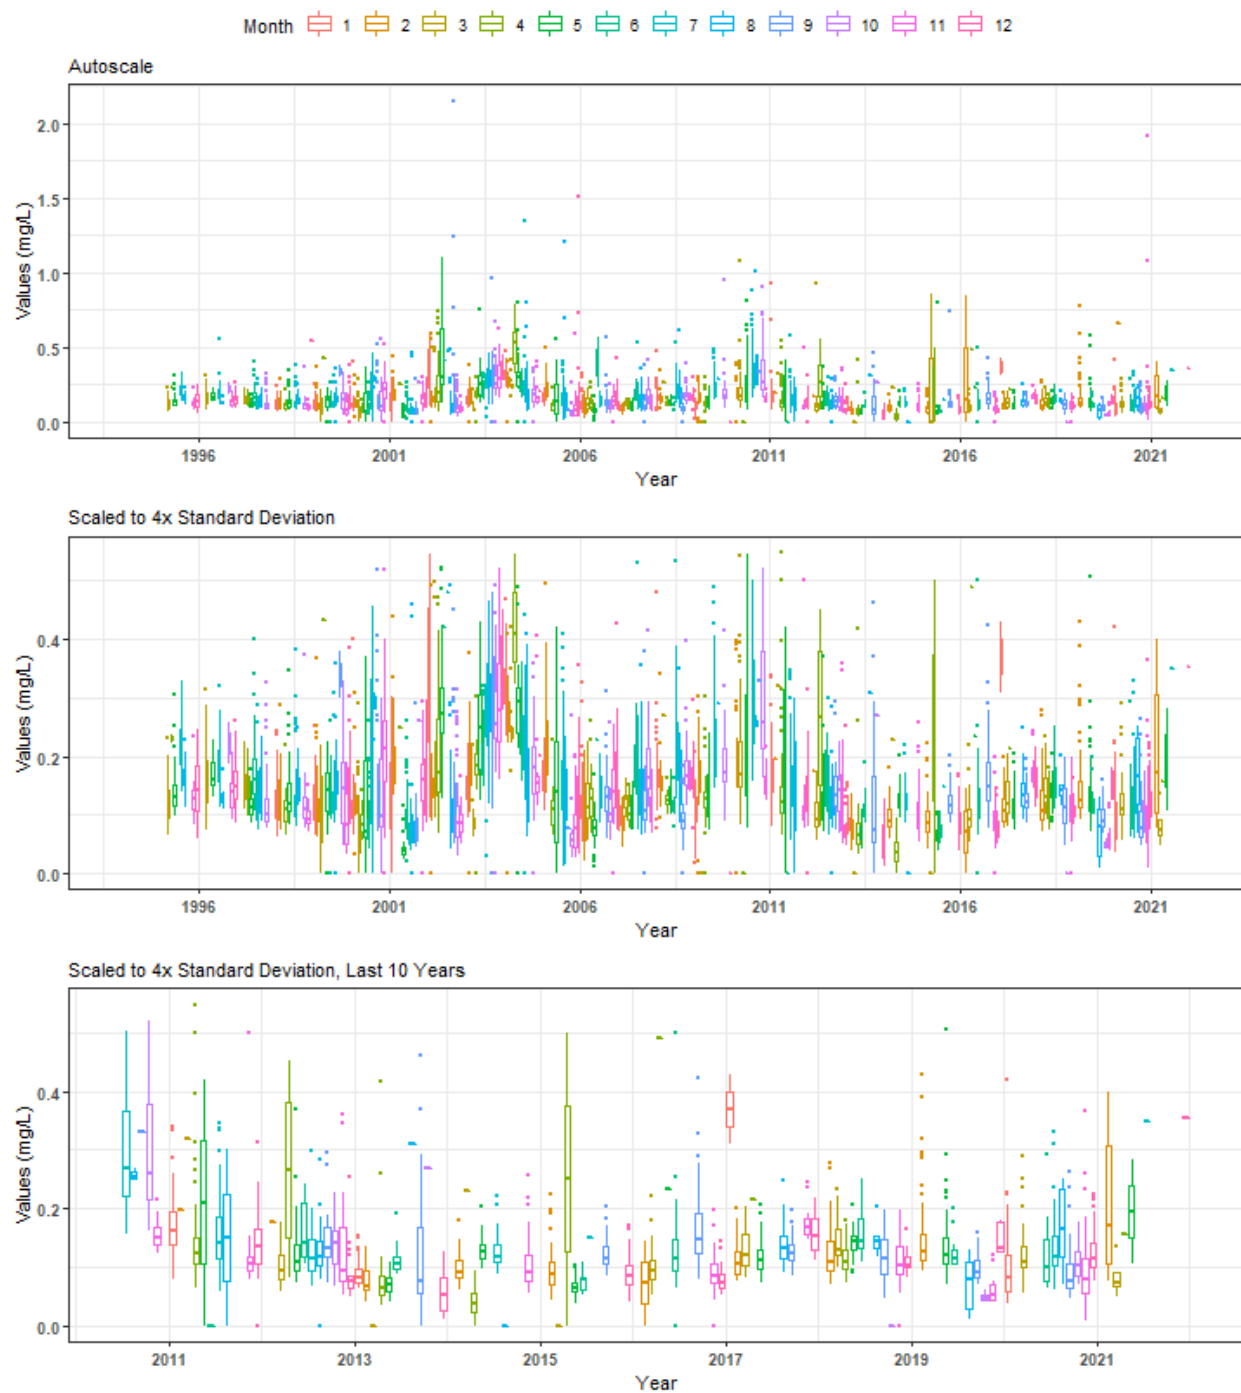 Month 1 2 3 4 5 6 7 8 9 10 11 12
Autoscale
Values (mg/L)
2.0
1.5
1.0
0.5
0.0
1996 2001 2006 2011 2016 2021
Year
Scaled to 4x Standard Deviation
Values (mg/L)
0.4
0.2
0.0
1996 2001 2006 2011 2016 2021
Year
Scaled to 4x Standard Deviation, Last 10 Years
Values (mg/L)
0.4
0.2
0.0
2011 2013 2015 2017 2019 2021
Year